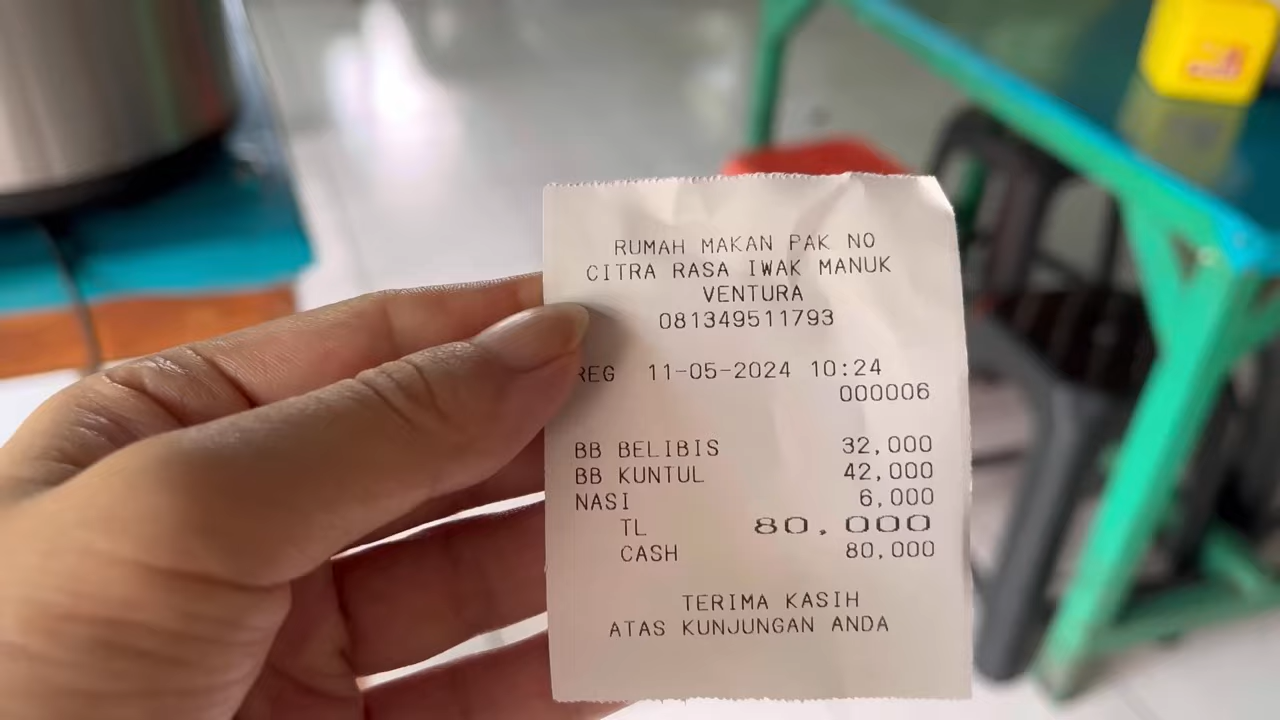 RUMAH MAKAN PAK NO
CITRA RASA IWAK MANUK
VENTURA
081349511793
REG 11-05-2024 10:24
000006
BB BELIBIS 32,000
BB KUNTUL 42,000
NASI 6,000
TL 80,000
CASH 80,000
TERIMA KASIH
ATAS KUNJUNGAN ANDA